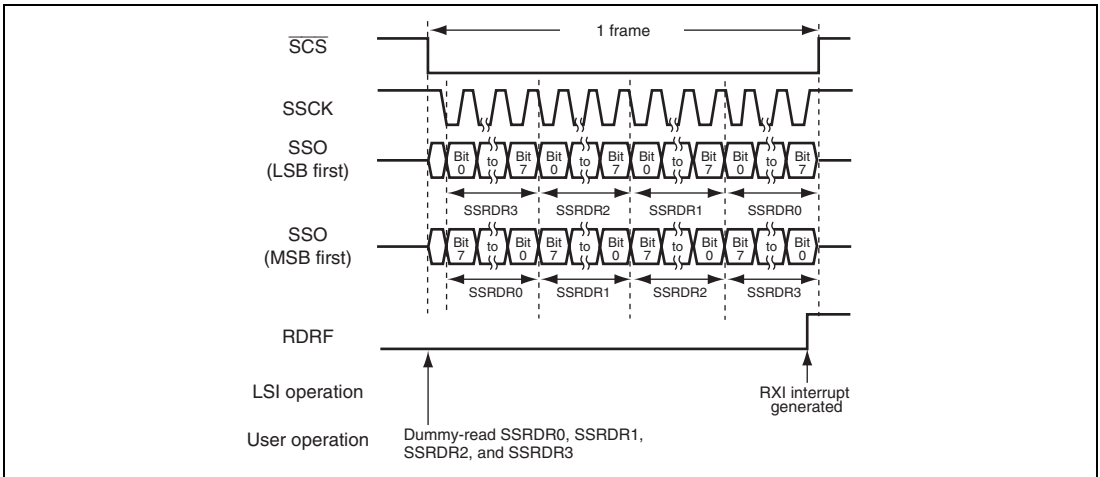 1 frame
SCS
SSCK
SSO
(LSB first)
Bit 0 to Bit 7 Bit 0 to Bit 7 Bit 0 to Bit 7 Bit 0 to Bit 7
SSRDR3 SSRDR2 SSRDR1 SSRDR0
SSO
(MSB first)
Bit 7 to Bit 0 Bit 7 to Bit 0 Bit 7 to Bit 0 Bit 7 to Bit 0
SSRDR0 SSRDR1 SSRDR2 SSRDR3
RDRF
LSI operation
RXI interrupt
generated
User operation
Dummy-read SSRDR0, SSRDR1,
SSRDR2, and SSRDR3